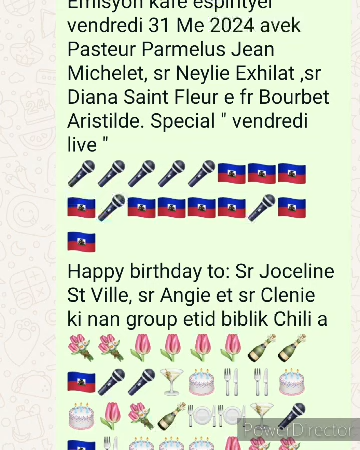 Emisyon kafe espirityel
vendredi 31 Me 2024 avek
Pasteur Parmelus Jean
Michelet, sr Neylie Exhilat ,sr
Diana Saint Fleur e fr Bourbet
Aristilde. Special " vendredi
live "
🎤🎤🎤🎤🎤🇭🇹🇭🇹🇭🇹
🇭🇹🎤🇭🇹🇭🇹🇭🇹🇭🇹🎤🇭🇹
🇭🇹
Happy birthday to: Sr Joceline
St Ville, sr Angie et sr Clenie
ki nan group etid biblik Chili a
💐💐🌷🌷🌷🌷🍾🍾
🇭🇹🎤🎤🍸🎂🍴🍴🎂
🎂🌷💐🍾🍽🍽🍸🎤
PowerDirector